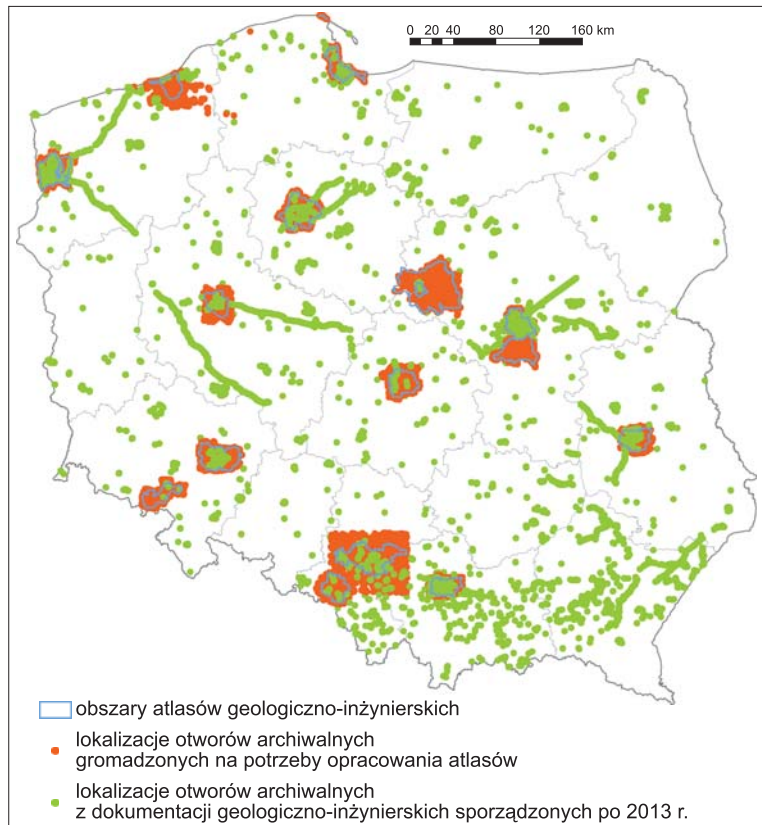 0 20 40 80 120 160 km
obszary atlasów geologiczno-inżynierskich
lokalizacje otworów archiwalnych
gromadzonych na potrzeby opracowania atlasów
lokalizacje otworów archiwalnych
z dokumentacji geologiczno-inżynierskich sporządzonych po 2013 r.